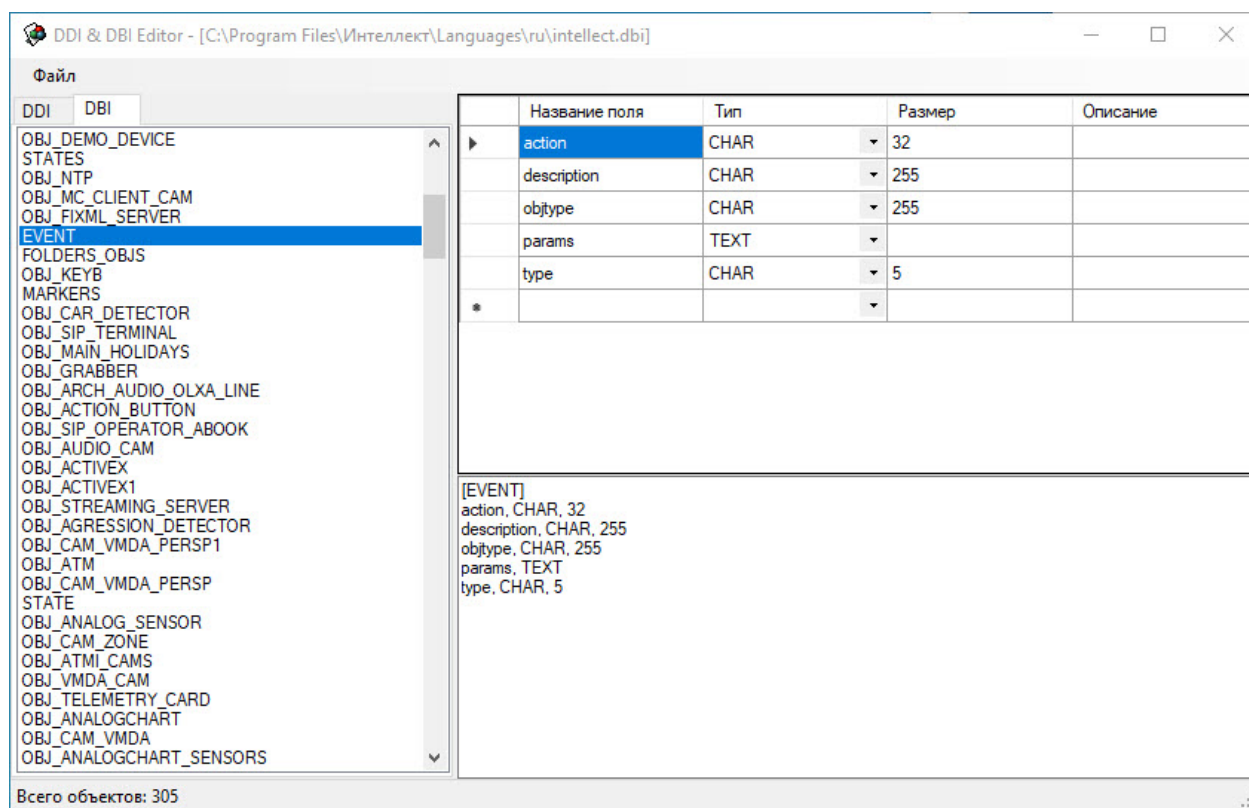 DDI & DBI Editor - [C:\Program Files\Интеллект\Languages\ru\intellect.dbi]
Файл
DDI DBI
OBJ_DEMO_DEVICE
STATES
OBJ_NTP
OBJ_MC_CLIENT_CAM
OBJ_FIXML_SERVER
EVENT
FOLDERS_OBJS
OBJ_KEYB
MARKERS
OBJ_CAR_DETECTOR
OBJ_SIP_TERMINAL
OBJ_MAIN_HOLIDAYS
OBJ_GRABBER
OBJ_ARCH_AUDIO_OLXA_LINE
OBJ_ACTION_BUTTON
OBJ_SIP_OPERATOR_ABOOK
OBJ_AUDIO_CAM
OBJ_ACTIVEX
OBJ_ACTIVEX1
OBJ_STREAMING_SERVER
OBJ_AGRESSION_DETECTOR
OBJ_CAM_VMDA_PERSP1
OBJ_ATM
OBJ_CAM_VMDA_PERSP
STATE
OBJ_ANALOG_SENSOR
OBJ_CAM_ZONE
OBJ_ATMI_CAMS
OBJ_VMDA_CAM
OBJ_TELEMETRY_CARD
OBJ_ANALOGCHART
OBJ_CAM_VMDA
OBJ_ANALOGCHART_SENSORS
Название поля Тип Размер Описание
action CHAR 32
description CHAR 255
objtype CHAR 255
params TEXT
type CHAR 5
[EVENT]
action, CHAR, 32
description, CHAR, 255
objtype, CHAR, 255
params, TEXT
type, CHAR, 5
Всего объектов: 305